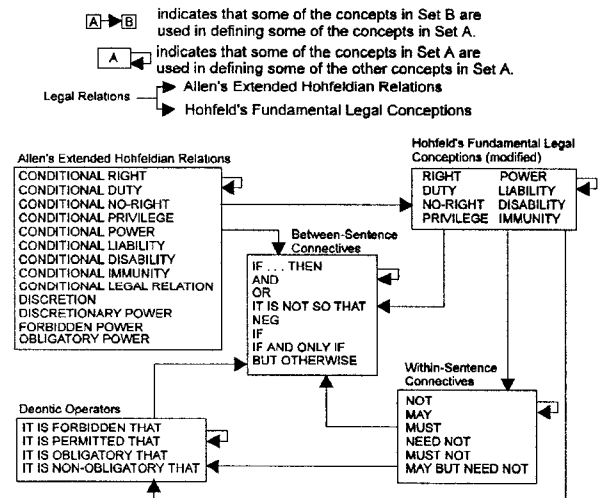 A B indicates that some of the concepts in Set B are
used in defining some of the concepts in Set A.
A indicates that some of the concepts in Set A are
used in defining some of the other concepts in Set A.
Legal Relations
Allen's Extended Hohfeldian Relations
Hohfeld's Fundamental Legal Conceptions
Allen's Extended Hohfeldian Relations
CONDITIONAL RIGHT
CONDITIONAL DUTY
CONDITIONAL NO-RIGHT
CONDITIONAL PRIVILEGE
CONDITIONAL POWER
CONDITIONAL LIABILITY
CONDITIONAL DISABILITY
CONDITIONAL IMMUNITY
CONDITIONAL LEGAL RELATION
DISCRETION
DISCRETIONARY POWER
FORBIDDEN POWER
OBLIGATORY POWER
Hohfeld's Fundamental Legal
Conceptions (modified)
RIGHT POWER
DUTY LIABILITY
NO-RIGHT DISABILITY
PRIVILEGE IMMUNITY
Between-Sentence
Connectives
IF . . . THEN
AND
OR
IT IS NOT SO THAT
NEG
IF
IF AND ONLY IF
BUT OTHERWISE
Within-Sentence
Connectives
NOT
MAY
MUST
NEED NOT
MUST NOT
MAY BUT NEED NOT
Deontic Operators
IT IS FORBIDDEN THAT
IT IS PERMITTED THAT
IT IS OBLIGATORY THAT
IT IS NON-OBLIGATORY THAT